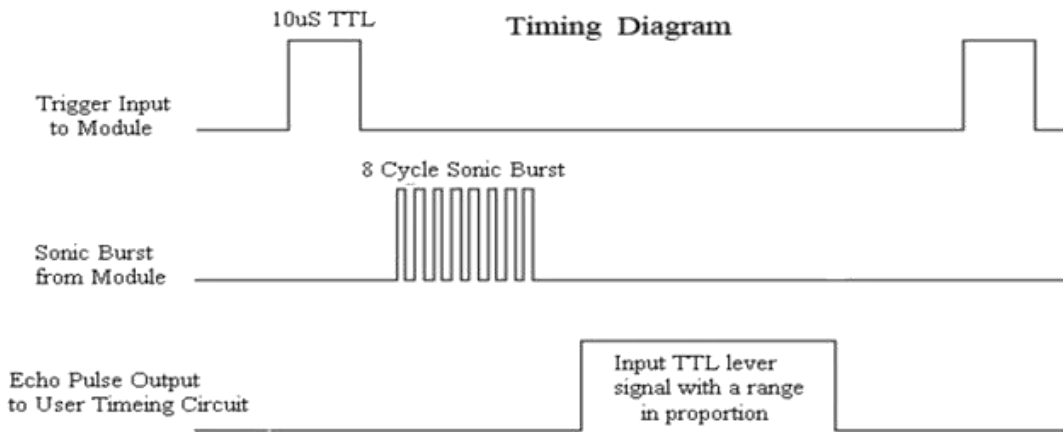 10uS TTL
Timing Diagram
Trigger Input
to Module
8 Cycle Sonic Burst
Sonic Burst
from Module
Echo Pulse Output
to User Timeing Circuit
Input TTL lever
signal with a range
in proportion